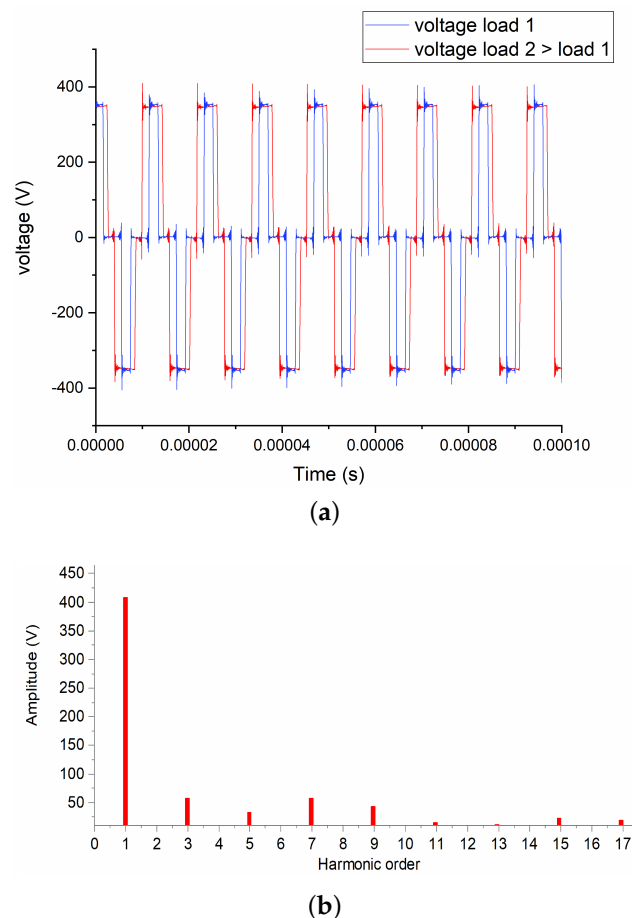 voltage load 1
voltage load 2 > load 1
400
200
0
-200
-400
voltage (V)
0.00000 0.00002 0.00004 0.00006 0.00008 0.00010
Time (s)
(a)
450
400
350
300
250
200
150
100
50
Amplitude (V)
0 1 2 3 4 5 6 7 8 9 10 11 12 13 14 15 16 17
Harmonic order
(b)